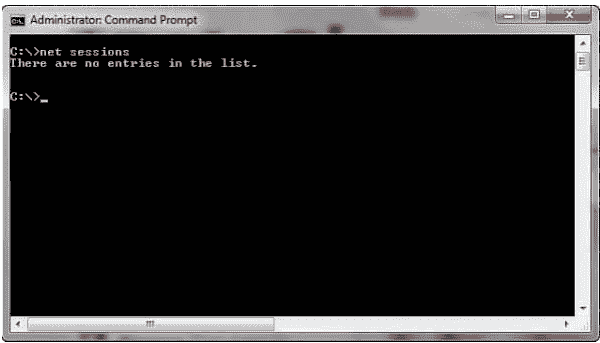 Administrator: Command Prompt
C:\>net sessions
There are no entries in the list.
C:\>_